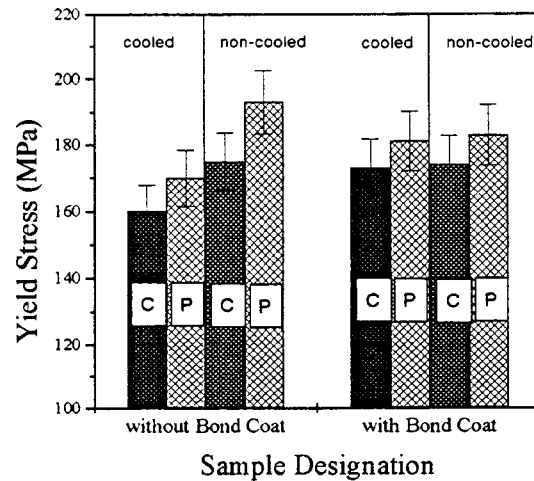 220
200
180
160
140
120
100
Yield Stress (MPa)
cooled
non-cooled
cooled
non-cooled
C
P
C
P
C
P
C
P
without Bond Coat
with Bond Coat
Sample Designation